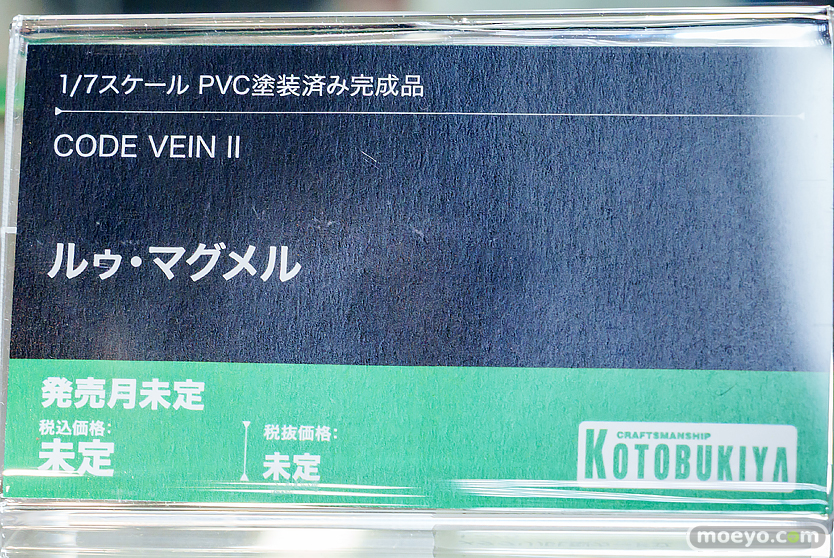 1/7スケール PVC塗装済み完成品
CODE VEIN II
ルゥ・マグメル
発売月未定
税込価格:
未定
税抜価格:
未定
CRAFTSMANSHIP
KOTOBUKIYA
moeyo.com